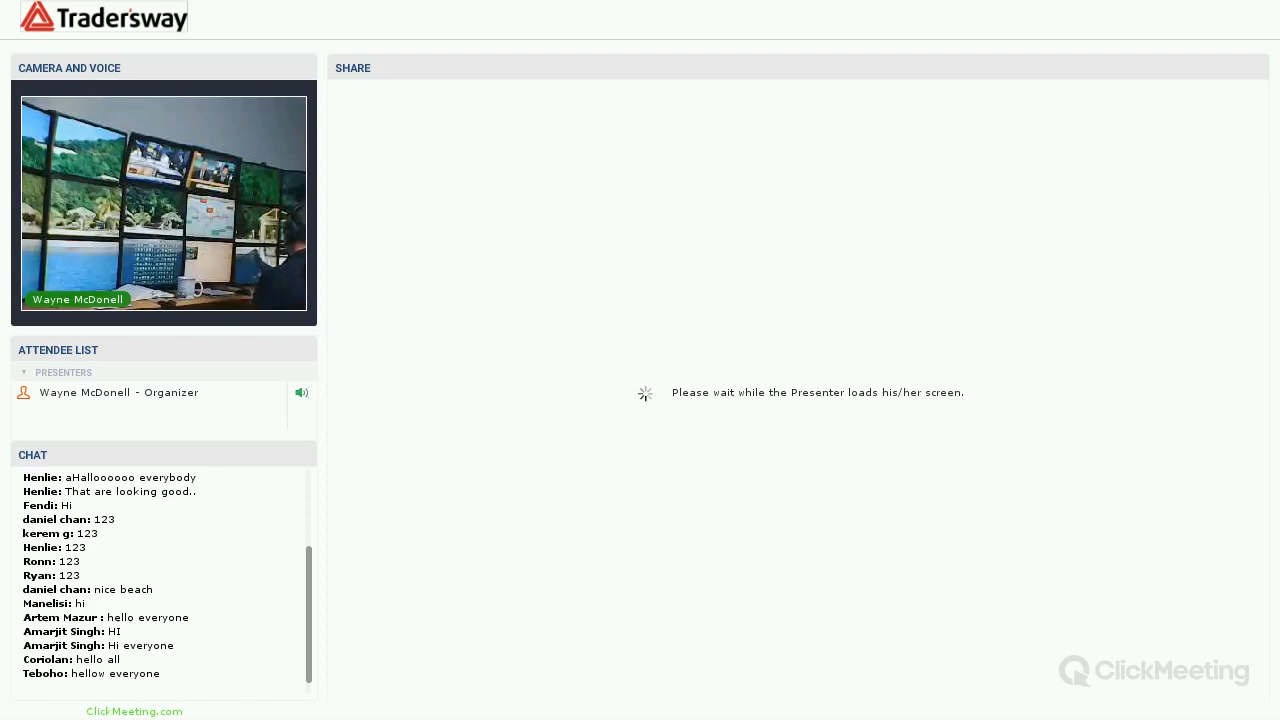 Tradersway
CAMERA AND VOICE
Wayne McDonell
ATTENDEE LIST
PRESENTERS
Wayne McDonell - Organizer
CHAT
Henlie: aHalloooooo everybody
Henlie: That are looking good..
Fendi: Hi
daniel chan: 123
kerem g: 123
Henlie: 123
Ronn: 123
Ryan: 123
daniel chan: nice beach
Manelisi: hi
Artem Mazur : hello everyone
Amarjit Singh: HI
Amarjit Singh: Hi everyone
Coriolan: hello all
Teboho: hellow everyone
ClickMeeting.com
SHARE
Please wait while the Presenter loads his/her screen.
ClickMeeting